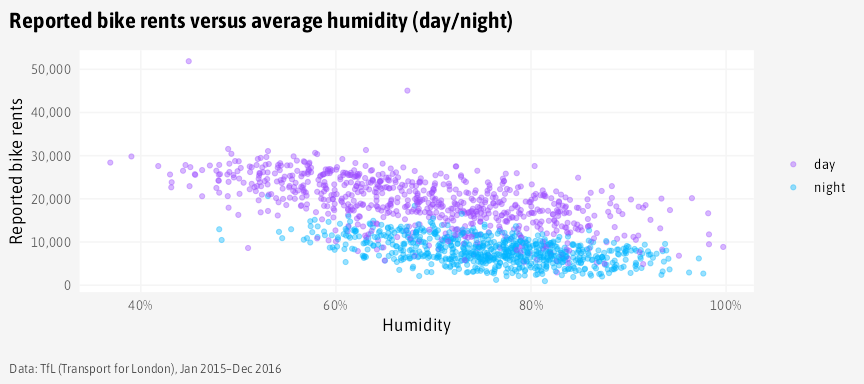 Reported bike rents versus average humidity (day/night)
Reported bike rents
50,000
40,000
30,000
20,000
10,000
0
40%
60%
80%
100%
Humidity
day
night
Data: TfL (Transport for London), Jan 2015–Dec 2016